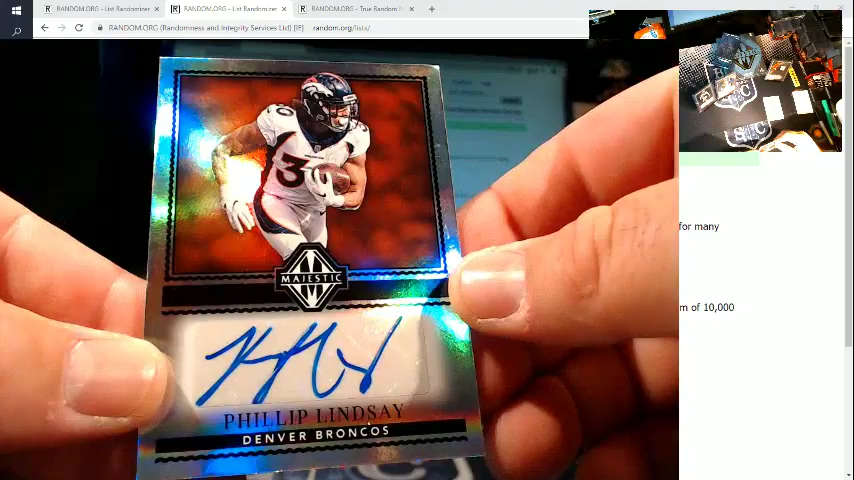 RANDOM.ORG - List Randomizer
RANDOM.ORG - List Randomizer
RANDOM.ORG - True Random
RANDOM.ORG (Randomness and Integrity Services Ltd) [IE]
random.org/lists/
30
MAJESTIC
PHILLIP LINDSAY
DENVER BRONCOS
for many
m of 10,000